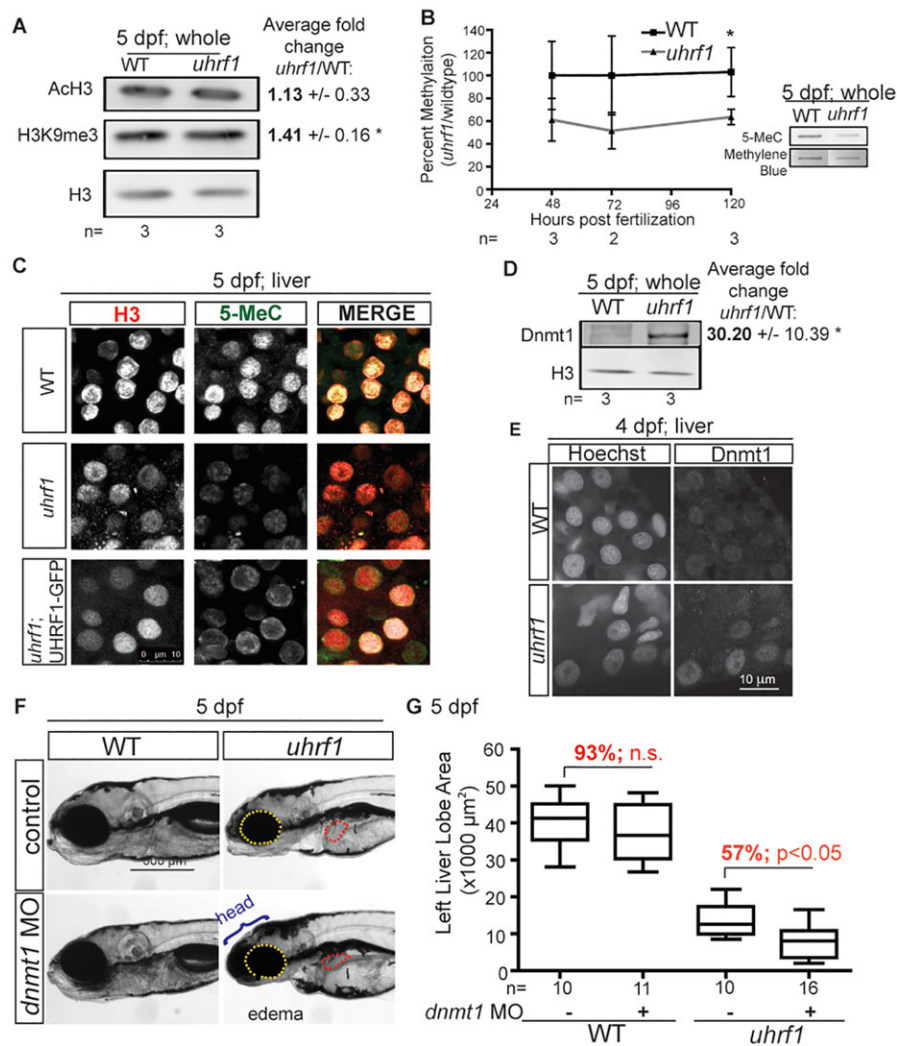 A
5 dpf; whole
WT uhrf1
Average fold
change
uhrf1/WT:
AcH3
1.13 +/- 0.33
H3K9me3
1.41 +/- 0.16 *
H3
n= 3 3
B
Percent Methylaiton
(uhrf1/wildtype)
140
120
100
80
60
40
20
0
24 48 72 96 120
Hours post fertilization
n= 3 2 3
WT
uhrf1
*
5 dpf; whole
WT uhrf1
5-MeC
Methylene
Blue
C
5 dpf; liver
H3 5-MeC MERGE
WT
uhrf1
uhrf1;
UHRF1-GFP
0 µm 10
D
5 dpf; whole
WT uhrf1
Average fold
change
uhrf1/WT:
Dnmt1
30.20 +/- 10.39 *
H3
n= 3 3
E
4 dpf; liver
Hoechst Dnmt1
WT
uhrf1
10 µm
F
5 dpf
WT uhrf1
control
dnmt1 MO
head
edema
G 5 dpf
Left Liver Lobe Area
(x1000 µm²)
60
50
40
30
20
10
0
93%; n.s.
57%; p<0.05
n= 10 11 10 16
dnmt1 MO - + - +
WT uhrf1